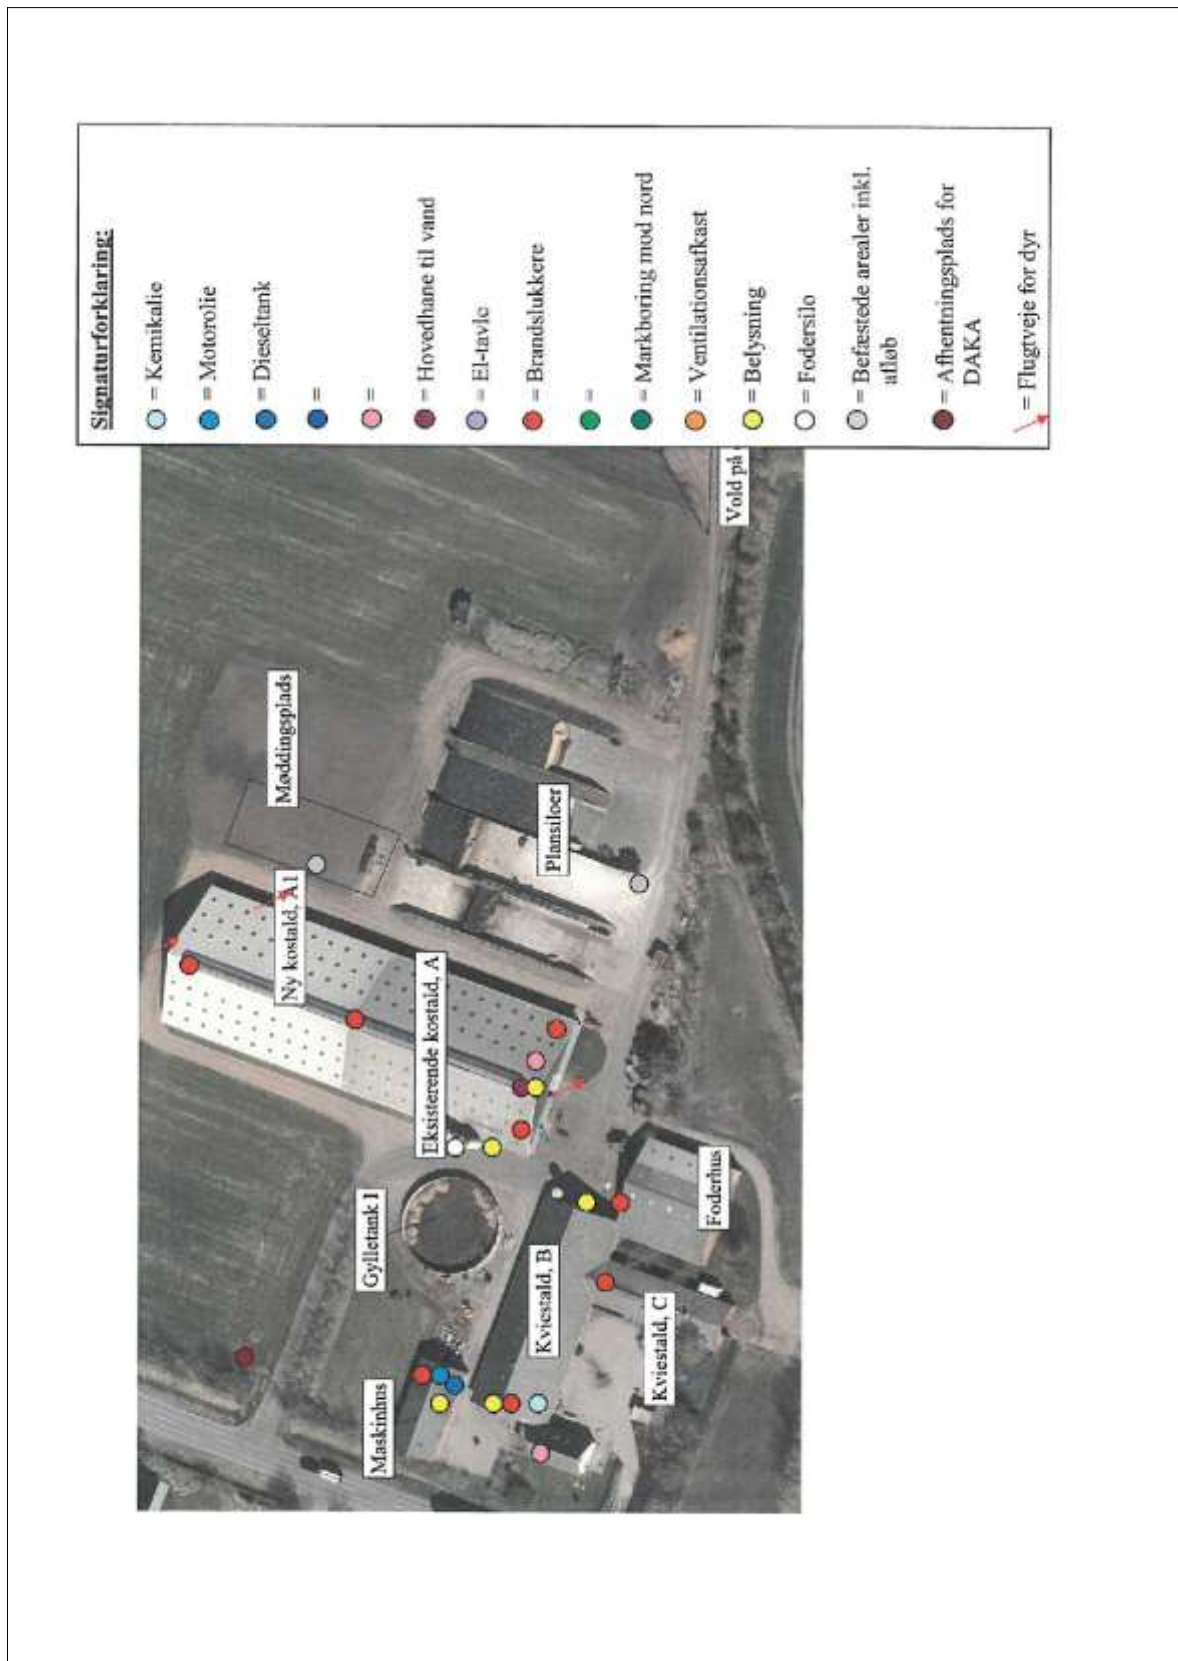 Signaturforklaring:
= Kemikalie
= Motorolie
= Dieseltank
=
=
= Hovedhane til vand
= El-tavle
= Brandslukkere
=
= Markboring mod nord
= Ventilationsafkast
= Belysning
= Fodersilo
= Befæstede arealer inkl.
afløb
= Afhentningsplads for
DAKA
= Flugtveje for dyr
Møddingsplads
Ny kostald, A1
Eksisterende kostald, A
Plansiloer
Vold på
Gylletank 1
Maskinhus
Kviestald, B
Kviestald, C
Foderhus